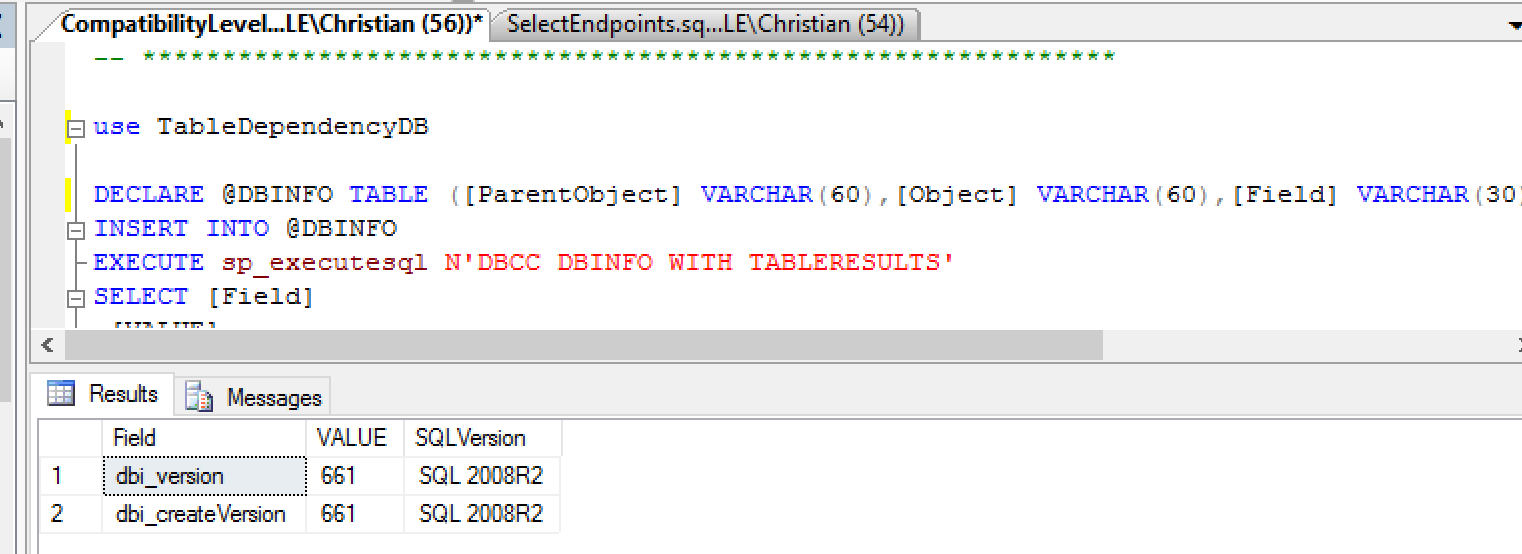 CompatibilityLevel...LE\Christian (56))* SelectEndpoints.sq...LE\Christian (54))
-- *************************************************************
use TableDependencyDB
DECLARE @DBINFO TABLE ([ParentObject] VARCHAR(60),[Object] VARCHAR(60),[Field] VARCHAR(30)
INSERT INTO @DBINFO
EXECUTE sp_executesql N'DBCC DBINFO WITH TABLERESULTS'
SELECT [Field]
[VALUE]
Results Messages
Field VALUE SQLVersion
1 dbi_version 661 SQL 2008R2
2 dbi_createVersion 661 SQL 2008R2